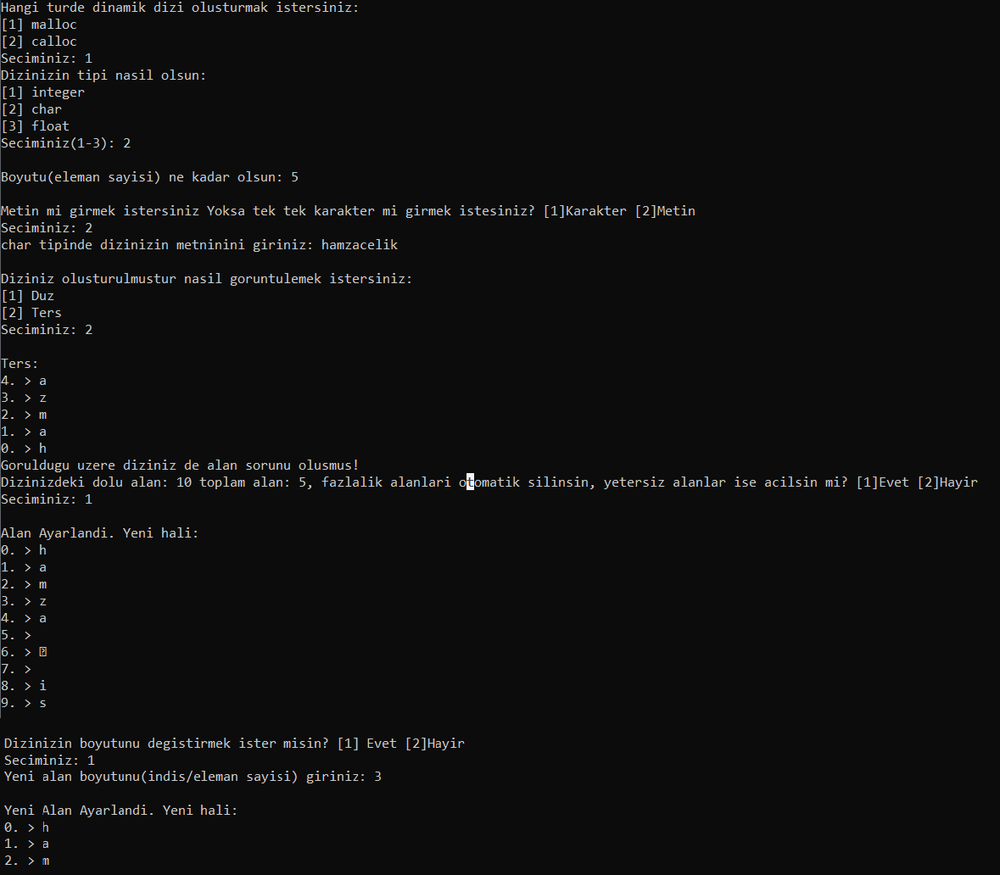 Hangi turde dinamik dizi olusturmak istersiniz:
[1] malloc
[2] calloc
Seciminiz: 1
Dizinizin tipi nasil olsun:
[1] integer
[2] char
[3] float
Seciminiz(1-3): 2
Boyutu(eleman sayisi) ne kadar olsun: 5
Metin mi girmek istersiniz Yoksa tek tek karakter mi girmek istesiniz? [1]Karakter [2]Metin
Seciminiz: 2
char tipinde dizinizin metninini giriniz: hamzacelik
Diziniz olusturulmustur nasil goruntulemek istersiniz:
[1] Duz
[2] Ters
Seciminiz: 2
Ters:
4. > a
3. > z
2. > m
1. > a
0. > h
Goruldugu uzere diziniz de alan sorunu olusmus!
Dizinizdeki dolu alan: 10 toplam alan: 5, fazlalik alanlari otomatik silinsin, yetersiz alanlar ise acilsin mi? [1]Evet [2]Hayir
Seciminiz: 1
Alan Ayarlandi. Yeni hali:
0. > h
1. > a
2. > m
3. > z
4. > a
5. >
6. > �
7. >
8. > i
9. > s
Dizinizin boyutunu degistirmek ister misin? [1] Evet [2]Hayir
Seciminiz: 1
Yeni alan boyutunu(indis/eleman sayisi) giriniz: 3
Yeni Alan Ayarlandi. Yeni hali:
0. > h
1. > a
2. > m